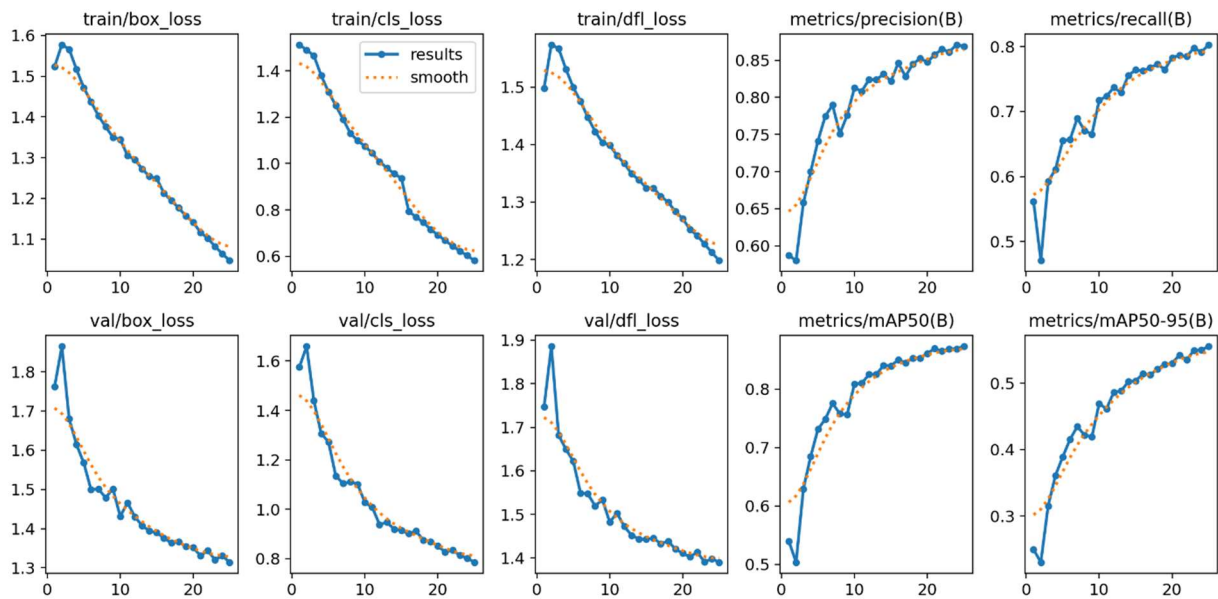 train/box_loss
train/cls_loss
train/dfl_loss
metrics/precision(B)
metrics/recall(B)
results
smooth
1.6
1.5
1.4
1.3
1.2
1.1
0 10 20
1.4
1.2
1.0
0.8
0.6
0 10 20
1.5
1.4
1.3
1.2
0 10 20
0.85
0.80
0.75
0.70
0.65
0.60
0 10 20
0.8
0.7
0.6
0.5
0 10 20
val/box_loss
val/cls_loss
val/dfl_loss
metrics/mAP50(B)
metrics/mAP50-95(B)
1.8
1.7
1.6
1.5
1.4
1.3
0 10 20
1.6
1.4
1.2
1.0
0.8
0 10 20
1.9
1.8
1.7
1.6
1.5
1.4
0 10 20
0.8
0.7
0.6
0.5
0 10 20
0.5
0.4
0.3
0 10 20